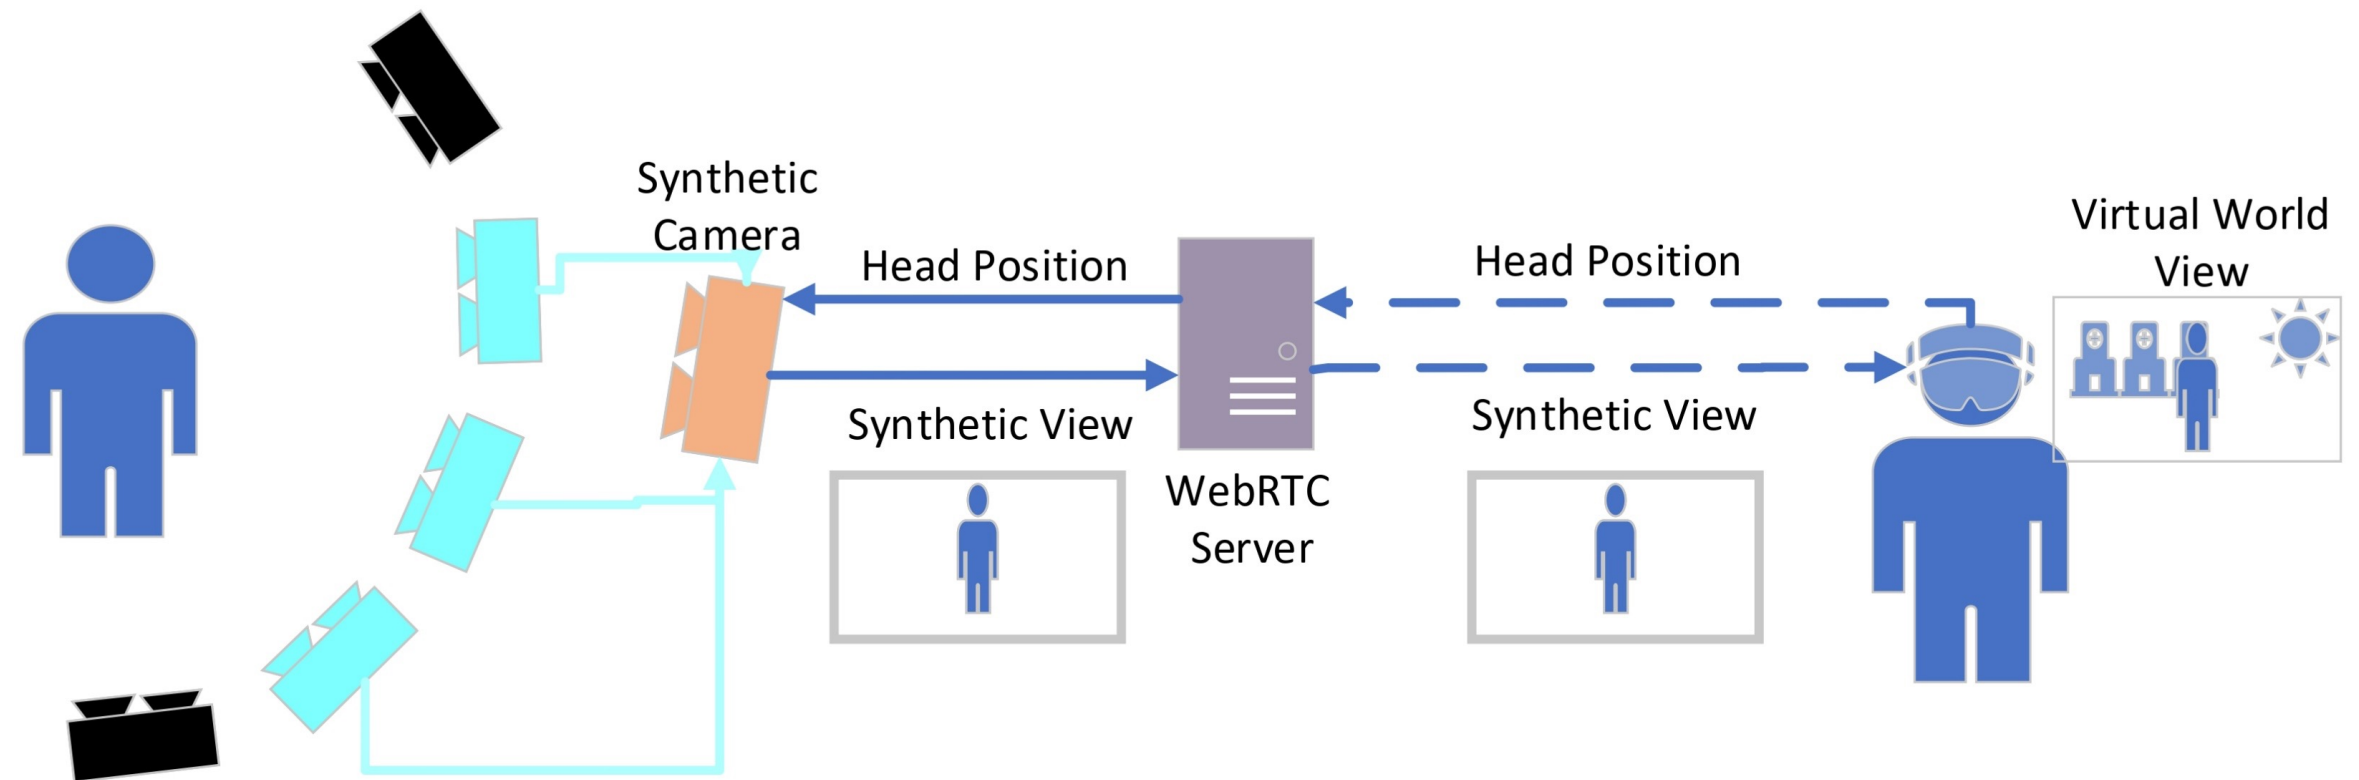 Synthetic
Camera
Head Position
Synthetic View
WebRTC
Server
Head Position
Synthetic View
Virtual World
View